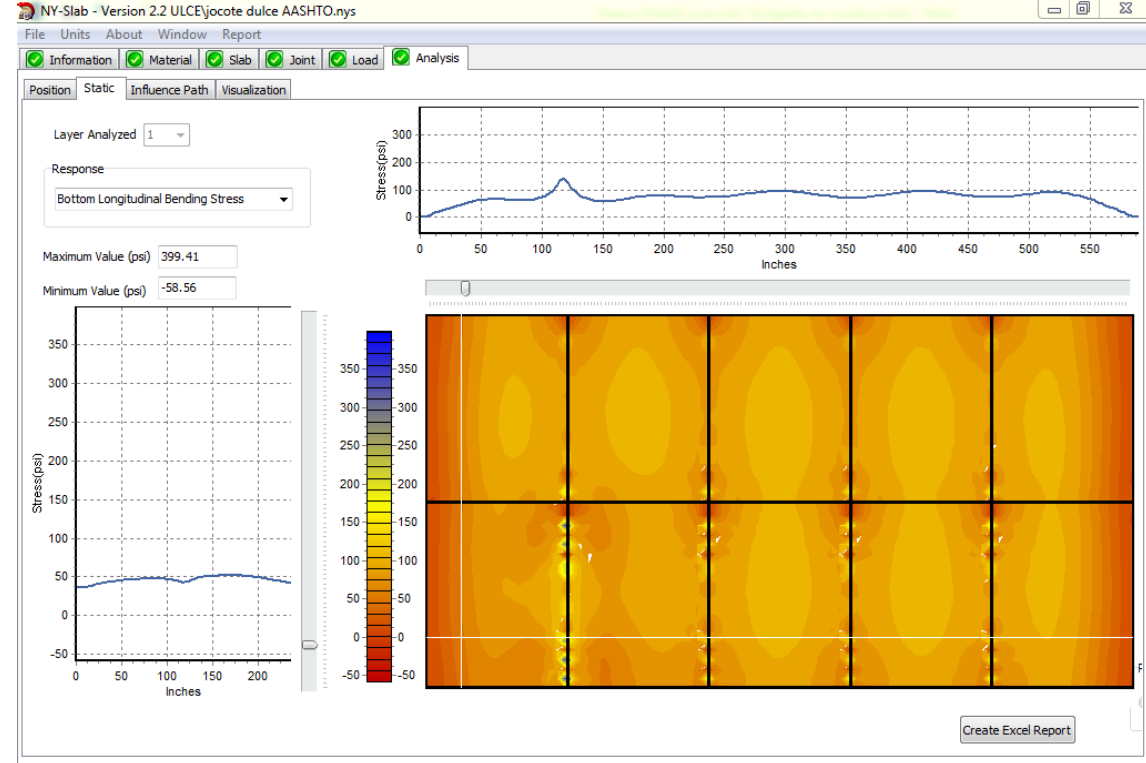 NY-Slab - Version 2.2 ULCE\jocote dulce AASHTO.nys
File Units About Window Report
Information Material Slab Joint Load Analysis
Position Static Influence Path Visualization
Layer Analyzed 1
Response
Bottom Longitudinal Bending Stress
Maximum Value (psi) 399.41
Minimum Value (psi) -58.56
Stress(psi)
300
200
100
0
0 50 100 150 200 250 300 350 400 450 500 550
Inches
Stress(psi)
350
300
250
200
150
100
50
0
-50
0 50 100 150 200
Inches
350 350
300 300
250 250
200 200
150 150
100 100
50 50
0 0
-50 -50
Create Excel Report